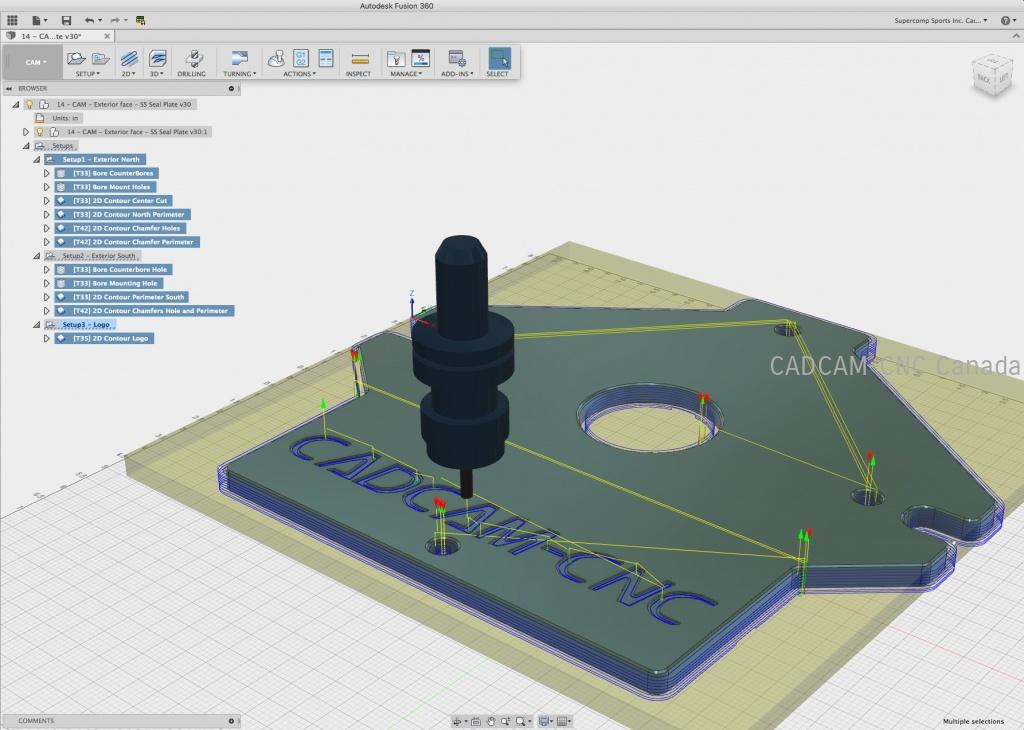 Autodesk Fusion 360
Supercomp Sports Inc. Cac...
14 - CA...te v30*
CAM
G1
G2
%
SETUP
2D
3D
DRILLING
TURNING
ACTIONS
INSPECT
MANAGE
ADD-INS
SELECT
BACK
LEFT
BROWSER
14 - CAM - Exterior face - SS Seal Plate v30
Units: in
14 - CAM - Exterior face - SS Seal Plate v30:1
Setups
Setup1 - Exterior North
[T33] Bore CounterBores
[T33] Bore Mount Holes
[T33] 2D Contour Center Cut
[T33] 2D Contour North Perimeter
[T42] 2D Contour Chamfer Holes
[T42] 2D Contour Chamfer Perimeter
Setup2 - Exterior South
[T33] Bore Counterbore Hole
[T33] Bore Mounting Hole
[T33] 2D Contour Perimeter South
[T42] 2D Contour Chamfers Hole and Perimeter
Setup3 - Logo
[T35] 2D Contour Logo
Z
CADCAM-CNC Canada
CADCAM-CNC
COMMENTS
Multiple selections